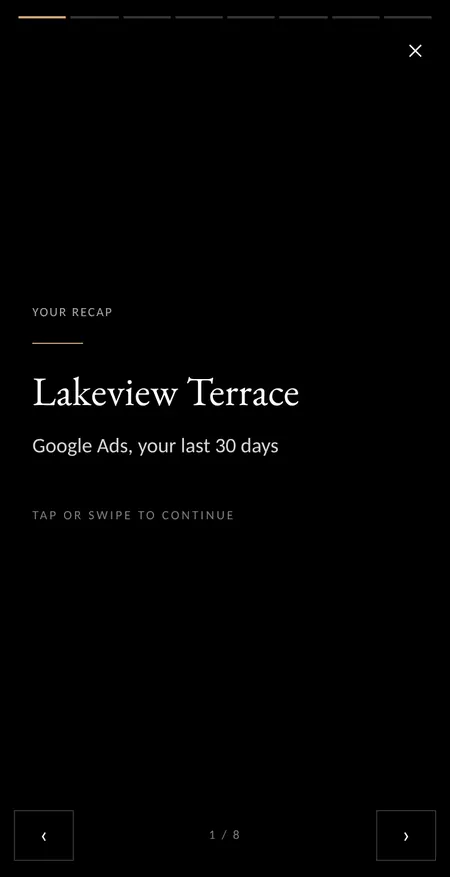 YOUR RECAP
Lakeview Terrace
Google Ads, your last 30 days
TAP OR SWIPE TO CONTINUE
‹
1 / 8
›